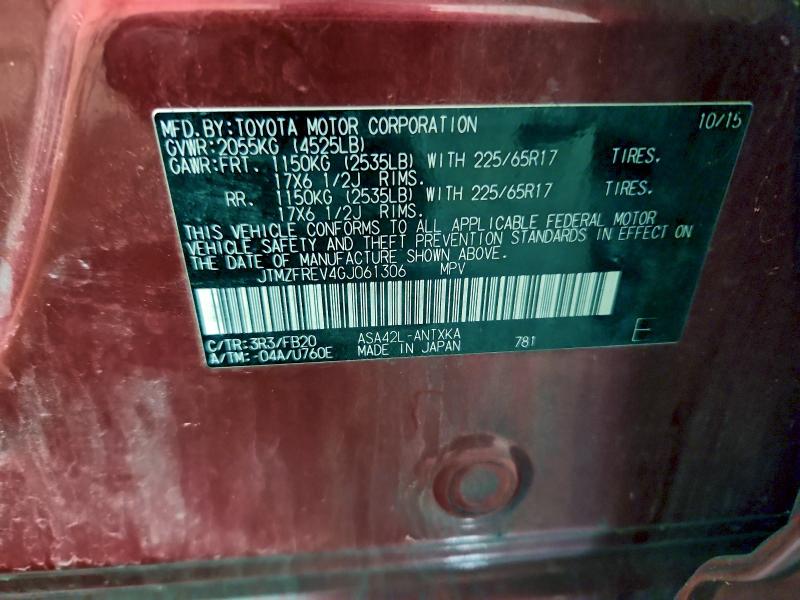 MFD.BY:TOYOTA MOTOR CORPORATION 10/15
GVWR:2055KG (4525LB)
GAWR:FRT. 1150KG (2535LB) WITH 225/65R17 TIRES.
17X6 1/2J RIMS.
RR. 1150KG (2535LB) WITH 225/65R17 TIRES.
17X6 1/2J RIMS.
THIS VEHICLE CONFORMS TO ALL APPLICABLE FEDERAL MOTOR
VEHICLE SAFETY AND THEFT PREVENTION STANDARDS IN EFFECT ON
THE DATE OF MANUFACTURE SHOWN ABOVE.
JTMZFREV4GJ061306 MPV
C/TR:3R3/FB20 ASA42L-ANTXKA 781 E
A/TM:-04A/U760E MADE IN JAPAN